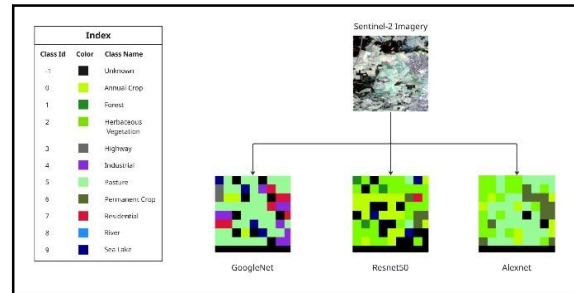 Index
Class Id Color Class Name
-1 Unknown
0 Annual Crop
1 Forest
2 Herbaceous
Vegetation
3 Highway
4 Industrial
5 Pasture
6 Permanent Crop
7 Residential
8 River
9 Sea Lake
Sentinel-2 Imagery
GoogleNet Resnet50 Alexnet